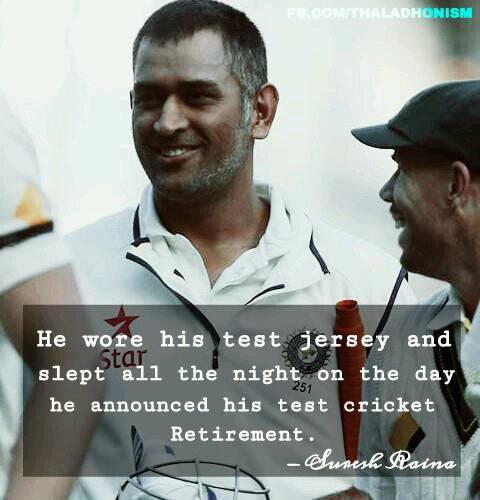 FB.COM/THALADHONISM
He wore his test jersey and
Star
slept all the night on the day
251
he announced his test cricket
Retirement.
– Suresh Raina